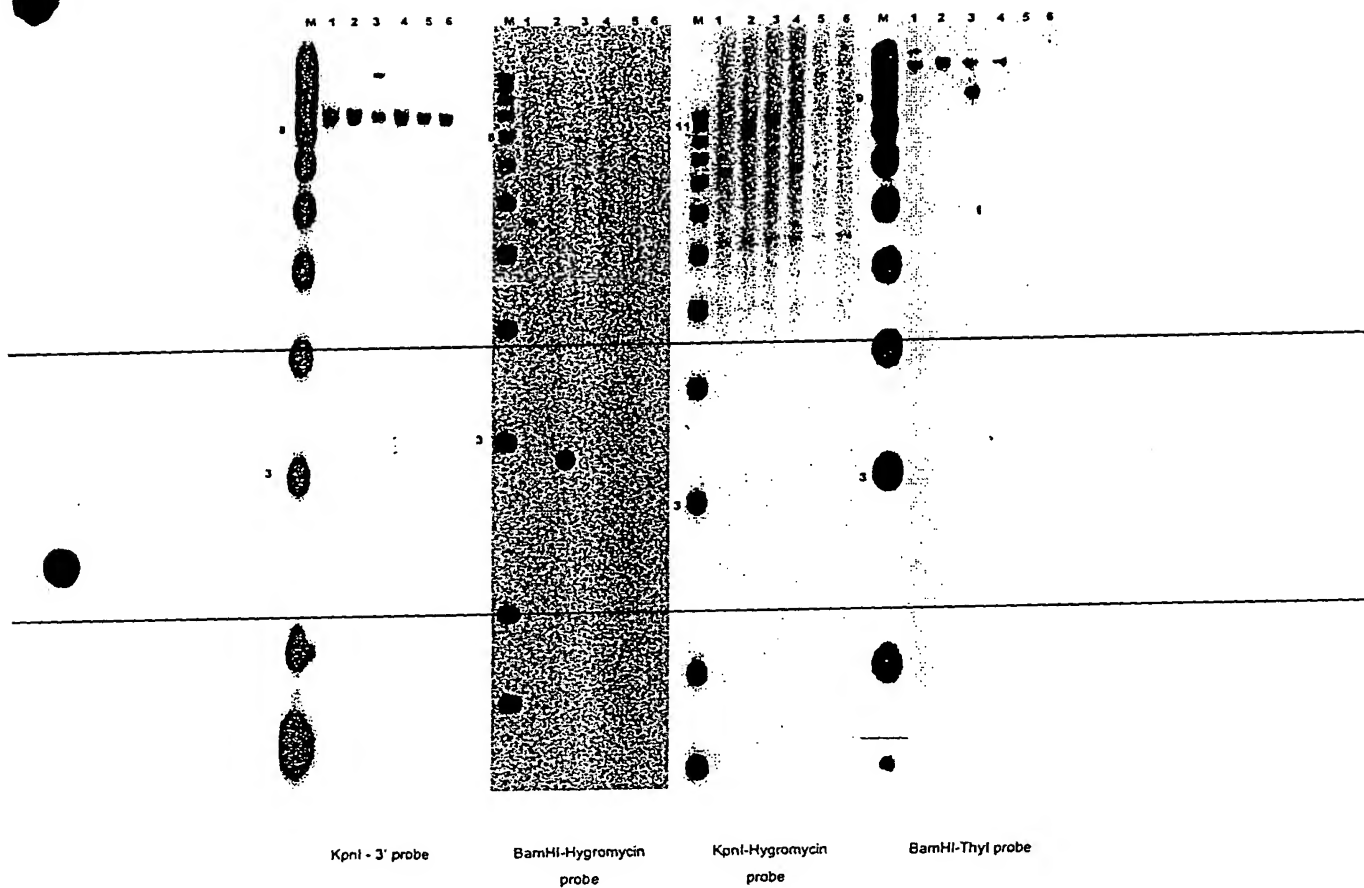 M 1 2 3 4 5 6
M 1 2 3 4 5 6
M 1 2 3 4 5 6
M 1 2 3 4 5 6
8
8
11
9
3
3
3
3
KpnI - 3' probe
BamHI-Hygromycin
probe
KpnI-Hygromycin
probe
BamHI-ThyI probe